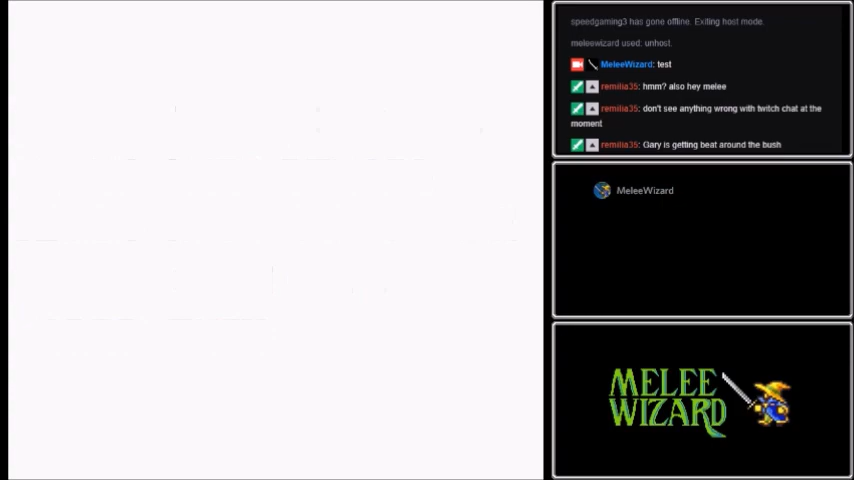 speedgaming3 has gone offline. Exiting host mode.
meleewizard used: unhost.
MeleeWizard: test
remilia35: hmm? also hey melee
remilia35: don't see anything wrong with twitch chat at the
moment
remilia35: Gary is getting beat around the bush
MeleeWizard
MELEE
WIZARD